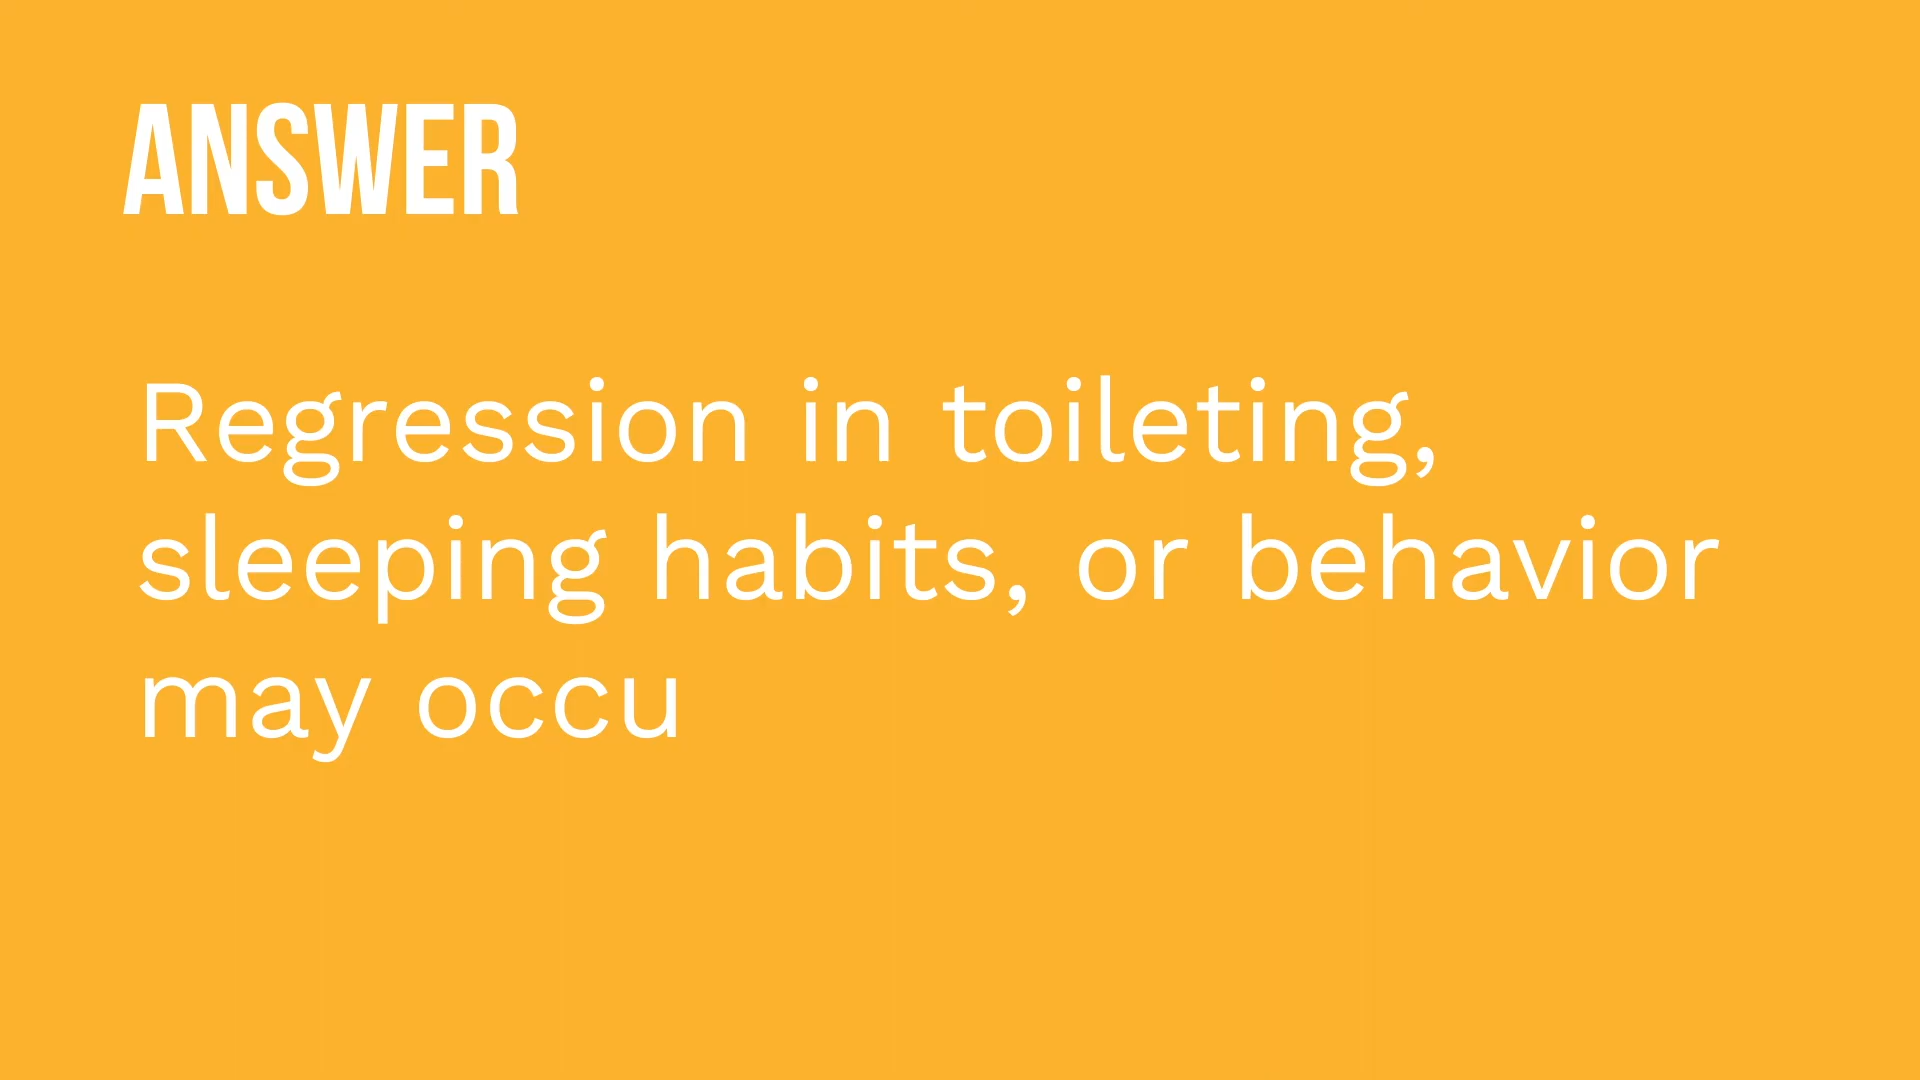 ANSWER
Regression in toileting,
sleeping habits, or behavior
may occu